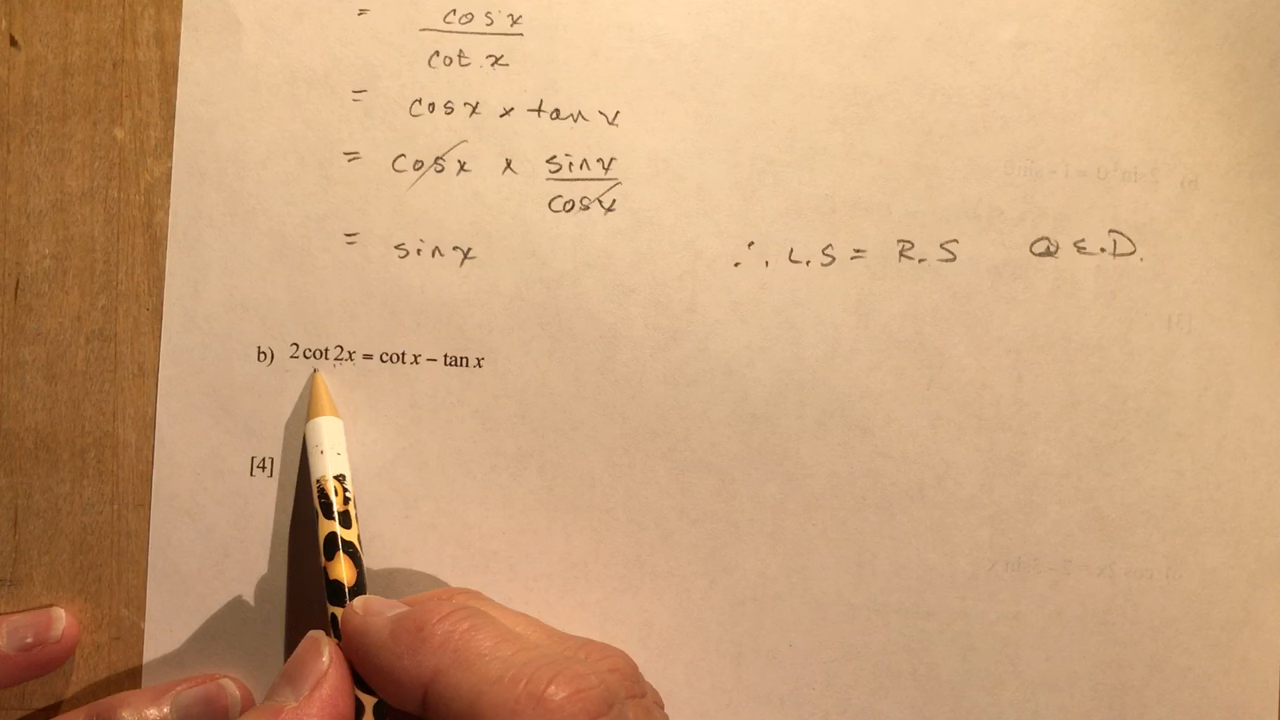 = cos x
cot x
= cos x × tan x
= cos x × sin x
cos x
= sin x ∴ L.S = R.S Q.E.D.
b) 2 cot 2x = cot x – tan x
[4]